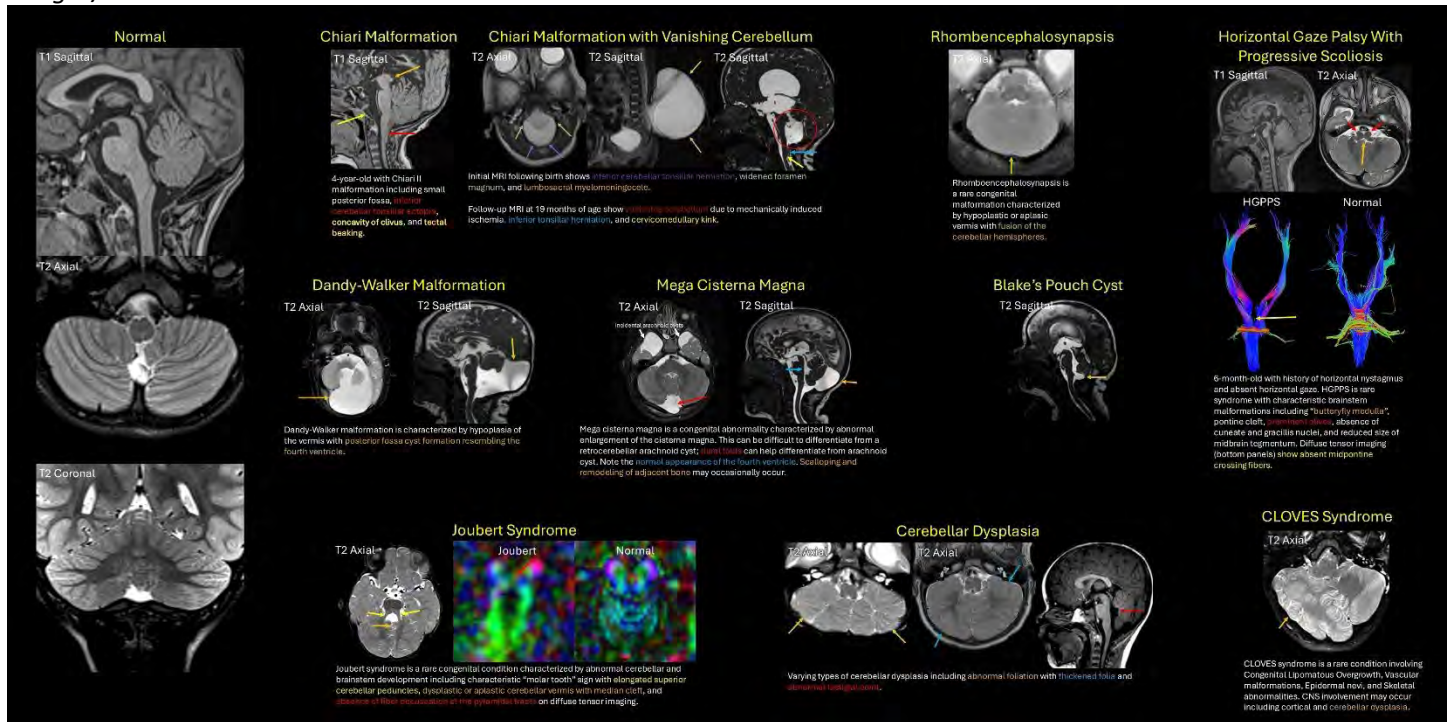 Normal
T1 Sagittal
T2 Axial
T2 Coronal
Chiari Malformation
T1 Sagittal
4-year-old with Chiari II
malformation including small
posterior fossa, inferior
cerebellar tonsillar ectopia,
concavity of clivus, and tectal
beaking.
Chiari Malformation with Vanishing Cerebellum
T2 Axial
T2 Sagittal
T2 Sagittal
Initial MRI following birth shows inferior cerebellar tonsillar herniation, widened foramen
magnum, and lumbosacral myelomeningocele.
Follow-up MRI at 19 months of age show vanishing cerebellum due to mechanically induced
ischemia, inferior tonsillar herniation, and cervicomedullary kink.
Rhombencephalosynapsis
T2 Axial
Rhomboencephalosynapsis is
a rare congenital
malformation characterized
by hypoplastic or aplasic
vermis with fusion of the
cerebellar hemispheres.
Horizontal Gaze Palsy With
Progressive Scoliosis
T1 Sagittal
T2 Axial
HGPPS
Normal
6-month-old with history of horizontal nystagmus
and absent horizontal gaze. HGPPS is rare
syndrome with characteristic brainstem
malformations including “butteryfly medulla”,
pontine cleft, prominent olives, absence of
cuneate and gracillis nuclei, and reduced size of
midbrain tegmentum. Diffuse tensor imaging
(bottom panels) show absent midpontine
crossing fibers.
Dandy-Walker Malformation
T2 Axial
T2 Sagittal
Dandy-Walker malformation is characterized by hypoplasia of
the vermis with posterior fossa cyst formation resembling the
fourth ventricle.
Mega Cisterna Magna
T2 Axial
Incidental arachnoid cysts
T2 Sagittal
Mega cisterna magna is a congenital abnormality characterized by abnormal
enlargement of the cisterna magna. This can be difficult to differentiate from a
retrocerebellar arachnoid cyst; dural folds can help differentiate from arachnoid
cyst. Note the normal appearance of the fourth ventricle. Scalloping and
remodeling of adjacent bone may occasionally occur.
Blake's Pouch Cyst
T2 Sagittal
Joubert Syndrome
T2 Axial
Joubert
Normal
Joubert syndrome is a rare congenital condition characterized by abnormal cerebellar and
brainstem development including characteristic “molar tooth” sign with elongated superior
cerebellar peduncles, dysplastic or aplastic cerebellar vermis with median cleft, and
absence of fiber decussation of the pyramidal tracts on diffuse tensor imaging.
Cerebellar Dysplasia
T2 Axial
T2 Axial
Varying types of cerebellar dysplasia including abnormal foliation with thickened folia and
abnormal fastigial point.
CLOVES Syndrome
T2 Axial
CLOVES syndrome is a rare condition involving
Congenital Lipomatous Overgrowth, Vascular
malformations, Epidermal nevi, and Skeletal
abnormalities. CNS involvement may occur
including cortical and cerebellar dysplasia.